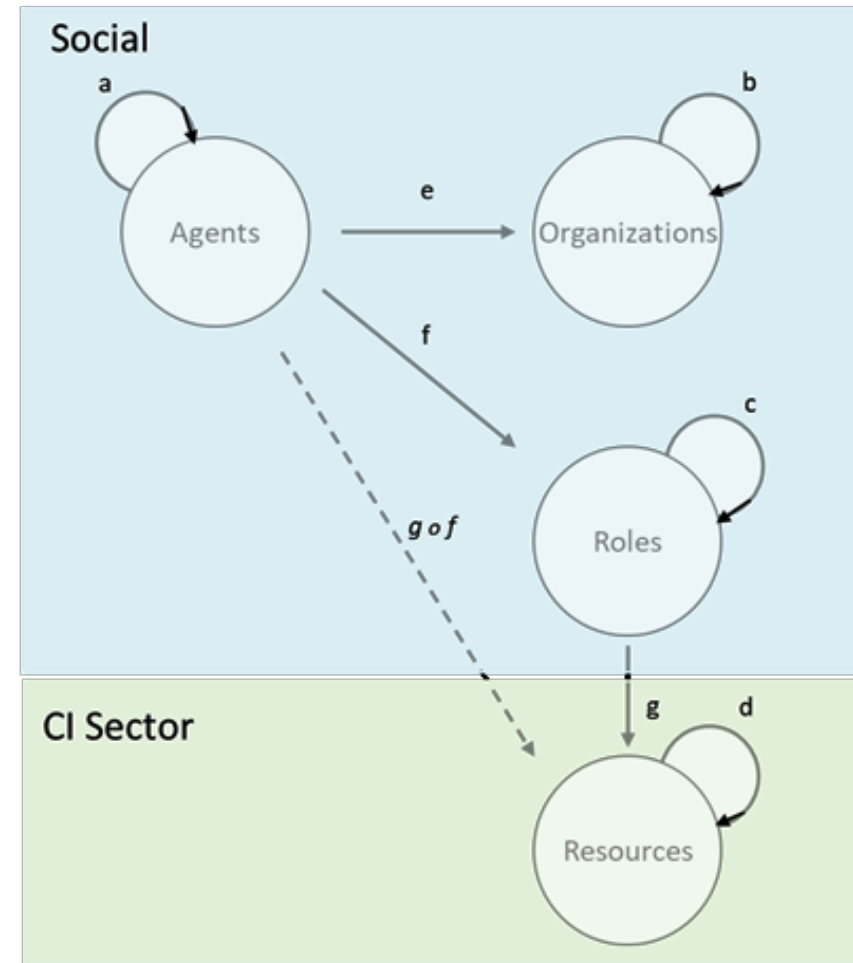 Social
a
b
Agents
e
Organizations
f
c
g o f
Roles
CI Sector
g
d
Resources